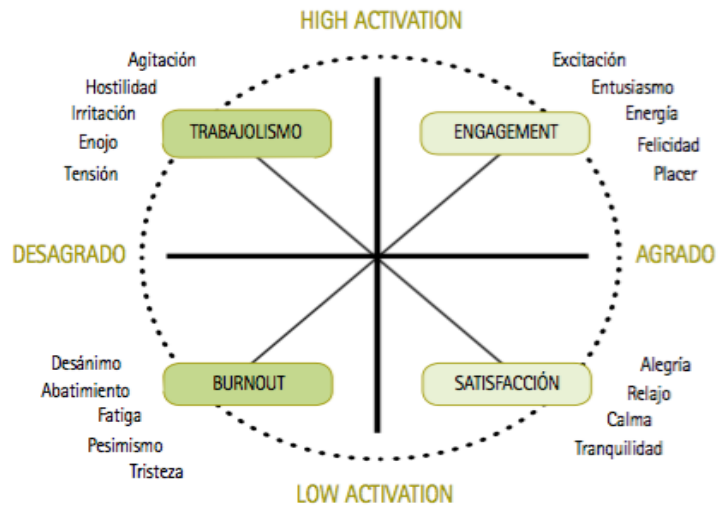 HIGH ACTIVATION
Agitación
Hostilidad
Irritación
Enojo
Tensión
TRABAJOLISMO
Excitación
Entusiasmo
Energía
Felicidad
Placer
ENGAGEMENT
DESAGRADO
AGRADO
Desánimo
Abatimiento
Fatiga
Pesimismo
Tristeza
BURNOUT
SATISFACCIÓN
Alegría
Relajo
Calma
Tranquilidad
LOW ACTIVATION